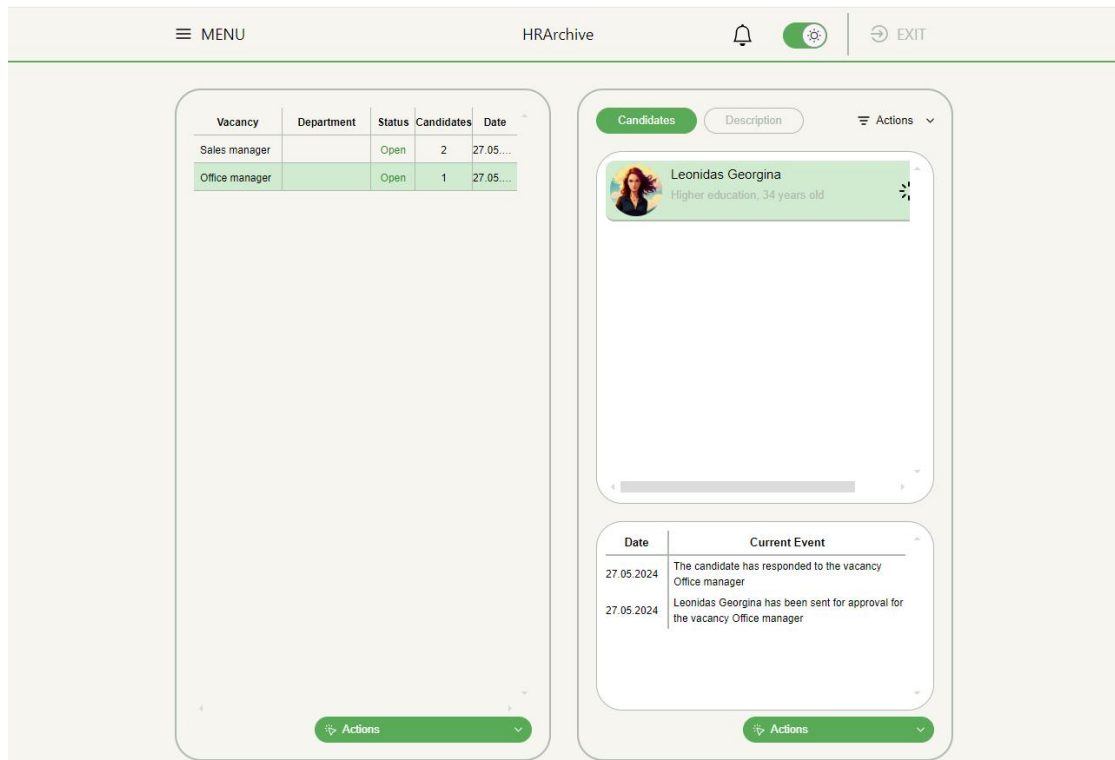 MENU
HRArchive
EXIT
Vacancy Department Status Candidates Date
Sales manager Open 2 27.05....
Office manager Open 1 27.05....
Actions
Candidates Description Actions
Leonidas Georgina
Higher education, 34 years old
Date Current Event
27.05.2024 The candidate has responded to the vacancy
Office manager
27.05.2024 Leonidas Georgina has been sent for approval for
the vacancy Office manager
Actions